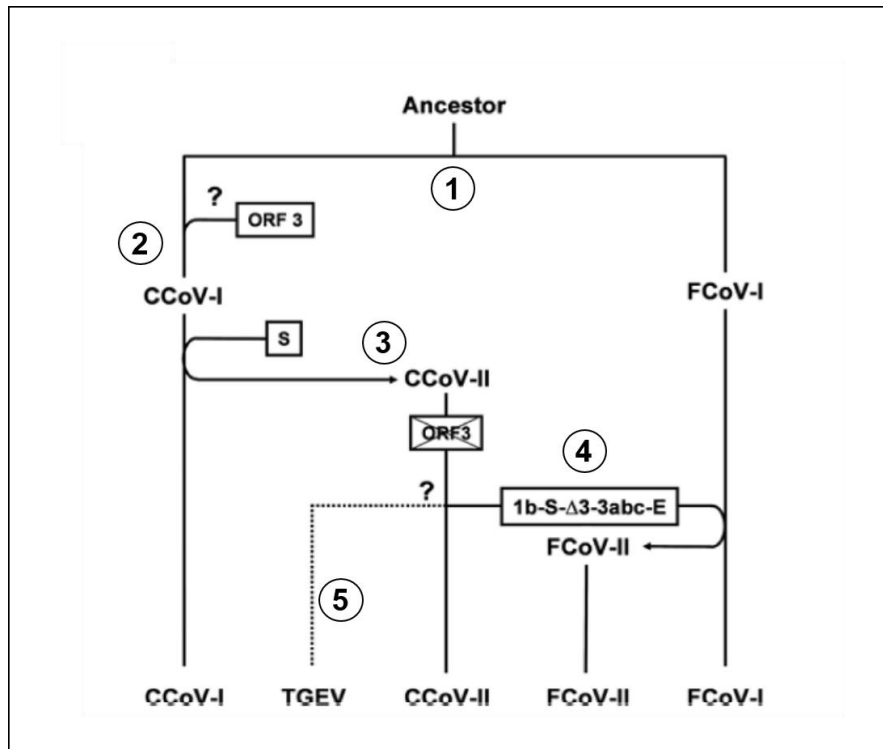 Ancestor
1
?
ORF 3
2
CCoV-I
FCoV-I
S
3
CCoV-II
ORF3
4
?
1b-S-Δ3-3abc-E
FCoV-II
5
CCoV-I TGEV CCoV-II FCoV-II FCoV-I